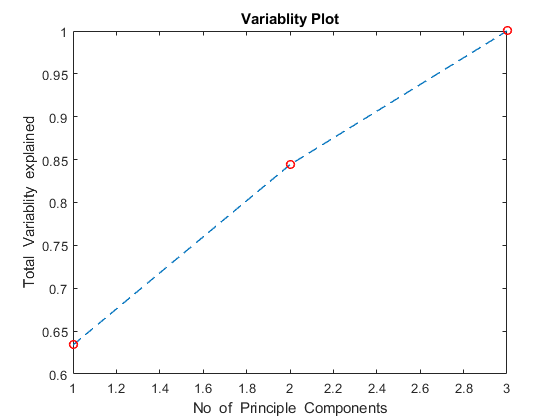 Variablity Plot
1
0.95
0.9
0.85
0.8
0.75
0.7
0.65
0.6
Total Variablity explained
1 1.2 1.4 1.6 1.8 2 2.2 2.4 2.6 2.8 3
No of Principle Components